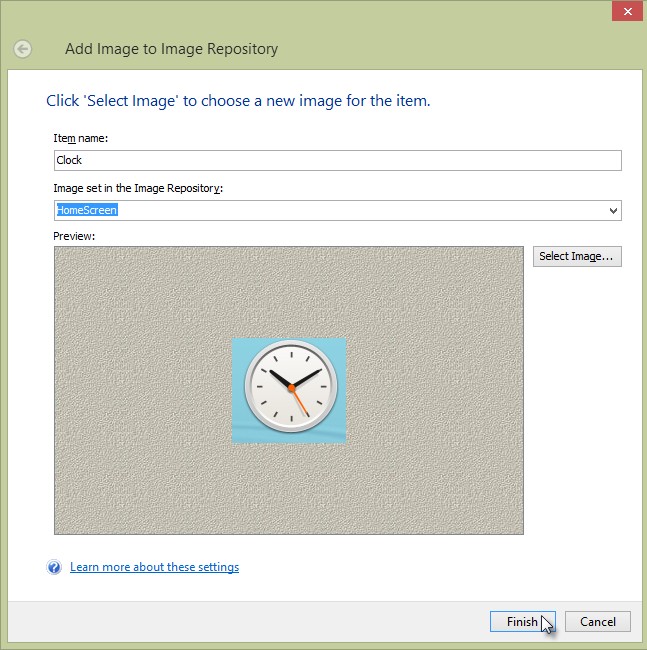 Add Image to Image Repository
Click 'Select Image' to choose a new image for the item.
Item name:
Clock
Image set in the Image Repository:
HomeScreen
Preview:
Select Image...
Learn more about these settings
Finish
Cancel